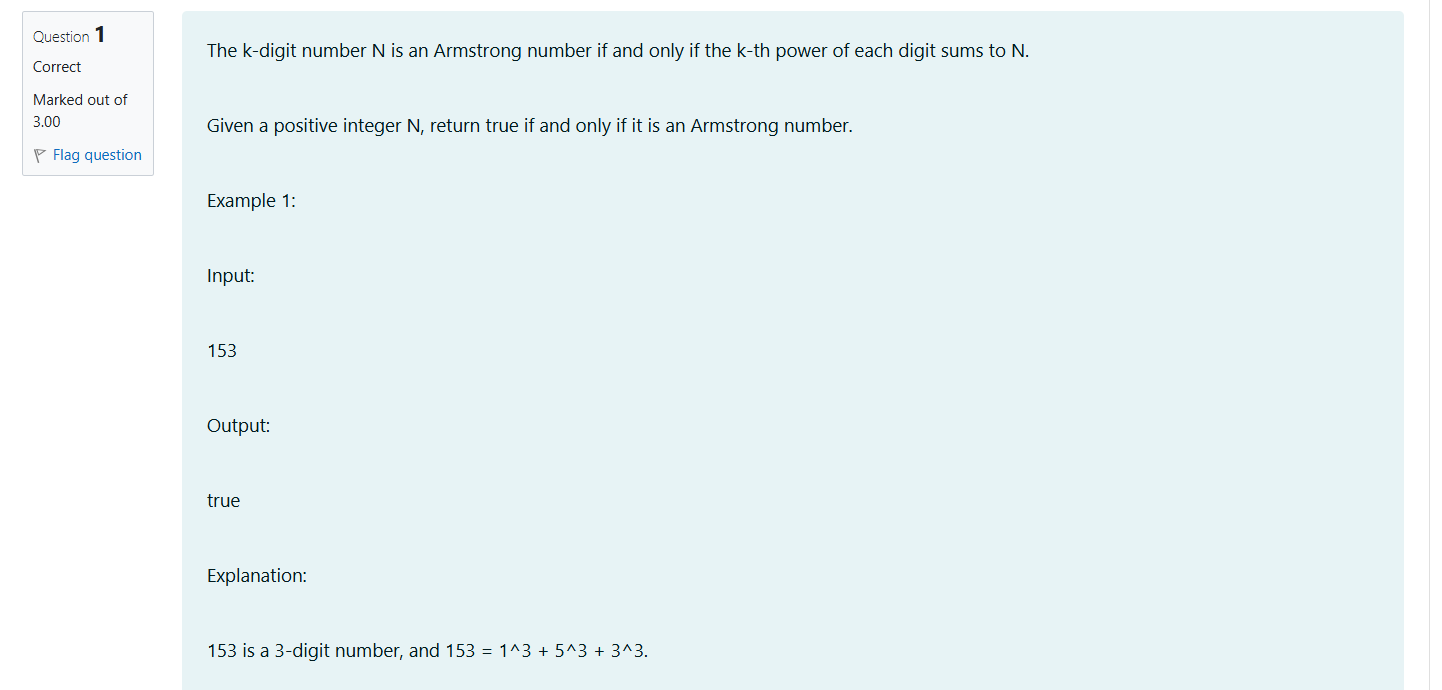 Question 1
Correct
Marked out of
3.00
Flag question
The k-digit number N is an Armstrong number if and only if the k-th power of each digit sums to N.
Given a positive integer N, return true if and only if it is an Armstrong number.
Example 1:
Input:
153
Output:
true
Explanation:
153 is a 3-digit number, and 153 = 1^3 + 5^3 + 3^3.